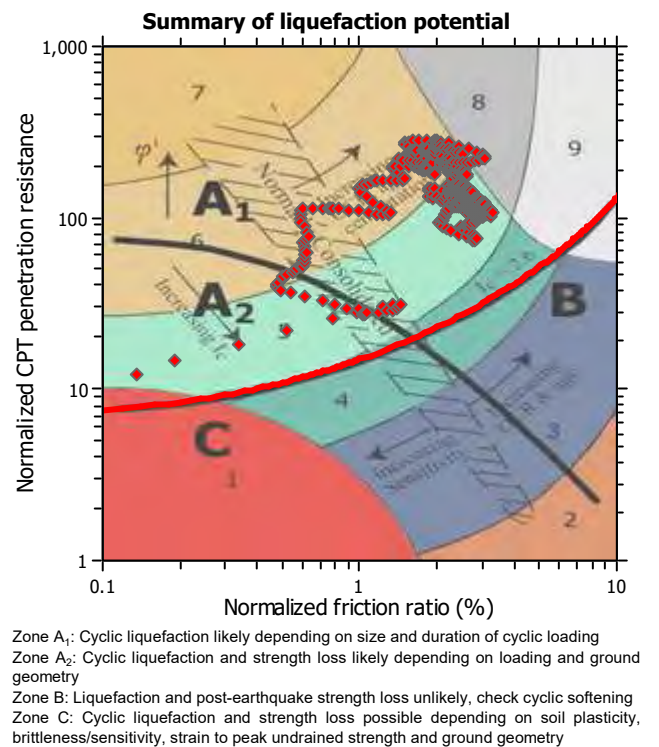 Summary of liquefaction potential
Normalized CPT penetration resistance
1,000
100
10
1
7
8
9
φ'
A₁
6
Increasing Ic
A₂
B
4
C
1
3
2
Increasing
Sensitivity
0.1
1
10
Normalized friction ratio (%)
Zone A₁: Cyclic liquefaction likely depending on size and duration of cyclic loading
Zone A₂: Cyclic liquefaction and strength loss likely depending on loading and ground
geometry
Zone B: Liquefaction and post-earthquake strength loss unlikely, check cyclic softening
Zone C: Cyclic liquefaction and strength loss possible depending on soil plasticity,
brittleness/sensitivity, strain to peak undrained strength and ground geometry